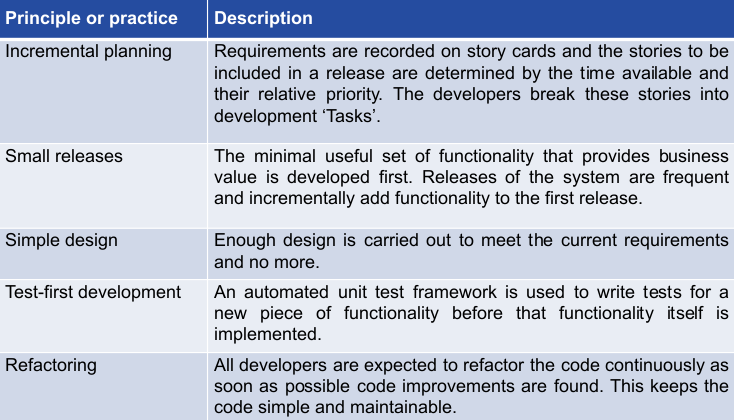 Principle or practice Description
Incremental planning Requirements are recorded on story cards and the stories to be
included in a release are determined by the time available and
their relative priority. The developers break these stories into
development ‘Tasks’.
Small releases The minimal useful set of functionality that provides business
value is developed first. Releases of the system are frequent
and incrementally add functionality to the first release.
Simple design Enough design is carried out to meet the current requirements
and no more.
Test-first development An automated unit test framework is used to write tests for a
new piece of functionality before that functionality itself is
implemented.
Refactoring All developers are expected to refactor the code continuously as
soon as possible code improvements are found. This keeps the
code simple and maintainable.